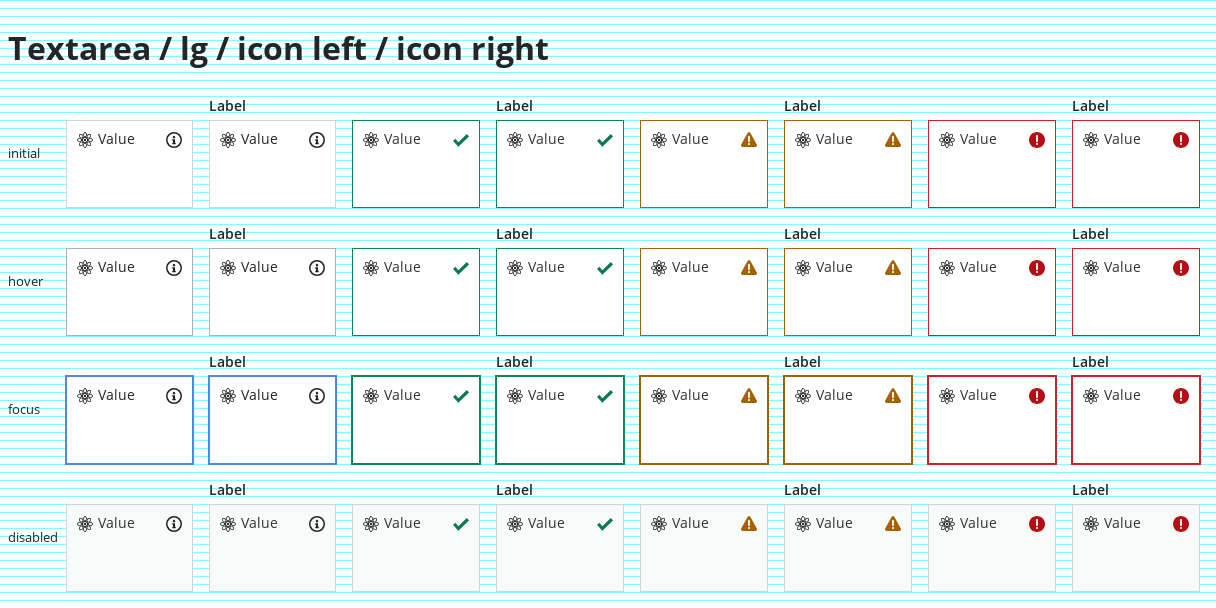 Textarea / lg / icon left / icon right
Label Label Label Label
initial Value Value Value Value Value Value Value Value
Label Label Label Label
hover Value Value Value Value Value Value Value Value
Label Label Label Label
focus Value Value Value Value Value Value Value Value
Label Label Label Label
disabled Value Value Value Value Value Value Value Value